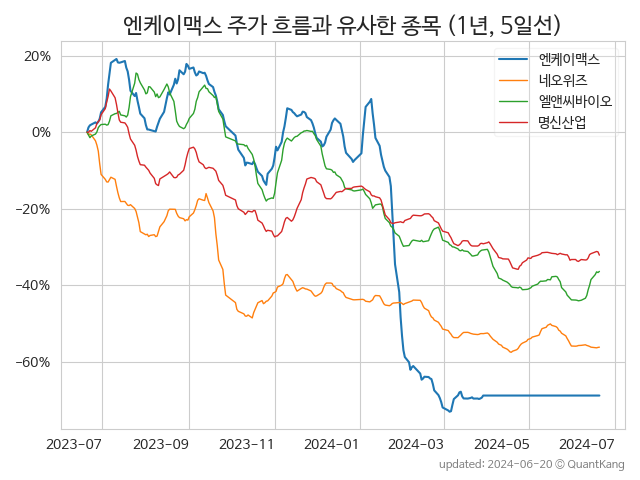 엔케이맥스 주가 흐름과 유사한 종목 (1년, 5일선)
20%
0%
−20%
−40%
−60%
엔케이맥스
네오위즈
엘앤씨바이오
명신산업
2023-07
2023-09
2023-11
2024-01
2024-03
2024-05
2024-07
updated: 2024-06-20 © QuantKang